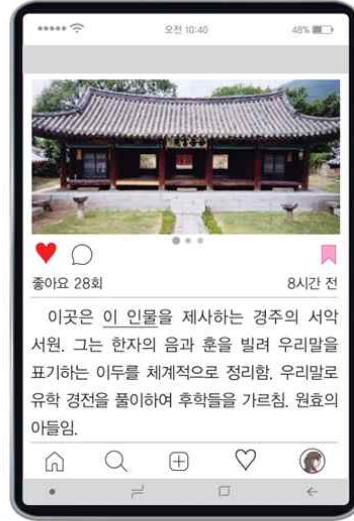 오전 10:40
48%
좋아요 28회
8시간 전
이곳은 이 인물을 제사하는 경주의 서악
서원. 그는 한자의 음과 훈을 빌려 우리말을
표기하는 이두를 체계적으로 정리함. 우리말로
유학 경전을 풀이하여 후학들을 가르침. 원효의
아들임.